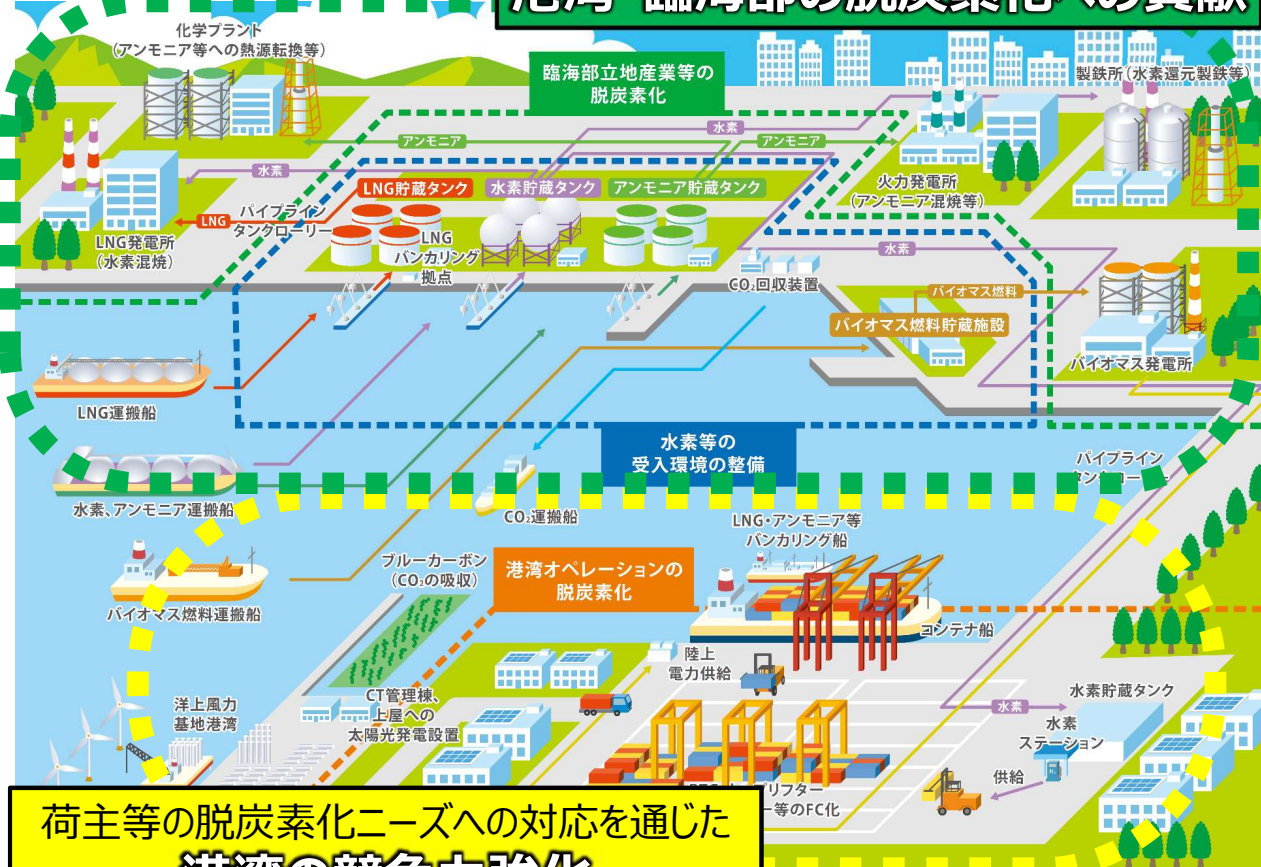 港湾・臨海部の脱炭素化への貢献
化学プラント
（アンモニア等への熱源転換等）
臨海部立地産業等の
脱炭素化
製鉄所（水素還元製鉄等）
アンモニア
水素
アンモニア
水素
LNG貯蔵タンク
水素貯蔵タンク
アンモニア貯蔵タンク
火力発電所
（アンモニア混焼等）
LNG
パイプライン
タンクローリー
LNG発電所
（水素混焼）
LNG
バンカリング
拠点
水素
CO₂回収装置
バイオマス燃料
バイオマス燃料貯蔵施設
バイオマス発電所
LNG運搬船
水素等の
受入環境の整備
パイプライン
水素、アンモニア運搬船
CO₂運搬船
LNG・アンモニア等
バンカリング船
ブルーカーボン
（CO₂の吸収）
港湾オペレーションの
脱炭素化
バイオマス燃料運搬船
コンテナ船
陸上
電力供給
洋上風力
基地港湾
CT管理棟、
上屋への
太陽光発電設置
水素貯蔵タンク
水素
水素
ステーション
H₂
供給
リフター
ー等のFC化
荷主等の脱炭素化ニーズへの対応を通じた
港湾の競争力強化